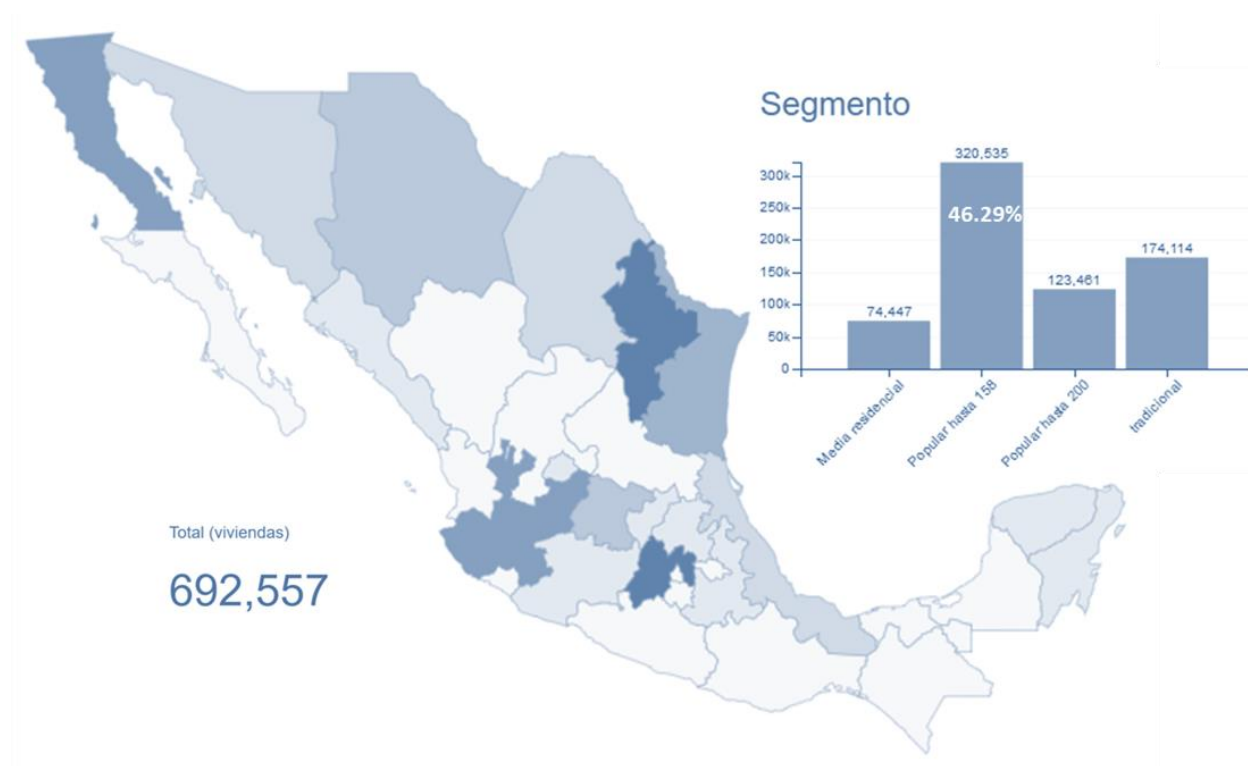 Segmento
320,535
300k
46.29%
250k
200k
174,114
150k
123,461
100k
74,447
50k
0
Media residencial
Popular hasta 158
Popular hasta 200
tradicional
Total (viviendas)
692,557